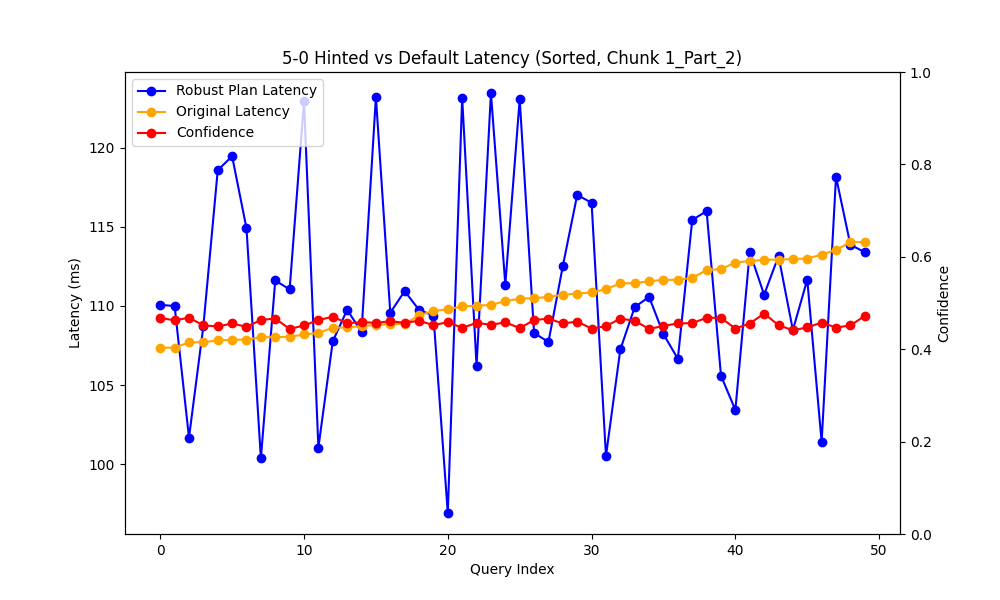 5-0 Hinted vs Default Latency (Sorted, Chunk 1_Part_2)
Robust Plan Latency
Original Latency
Confidence
120
115
110
105
100
Latency (ms)
1.0
0.8
0.6
0.4
0.2
0.0
Confidence
0
10
20
30
40
50
Query Index